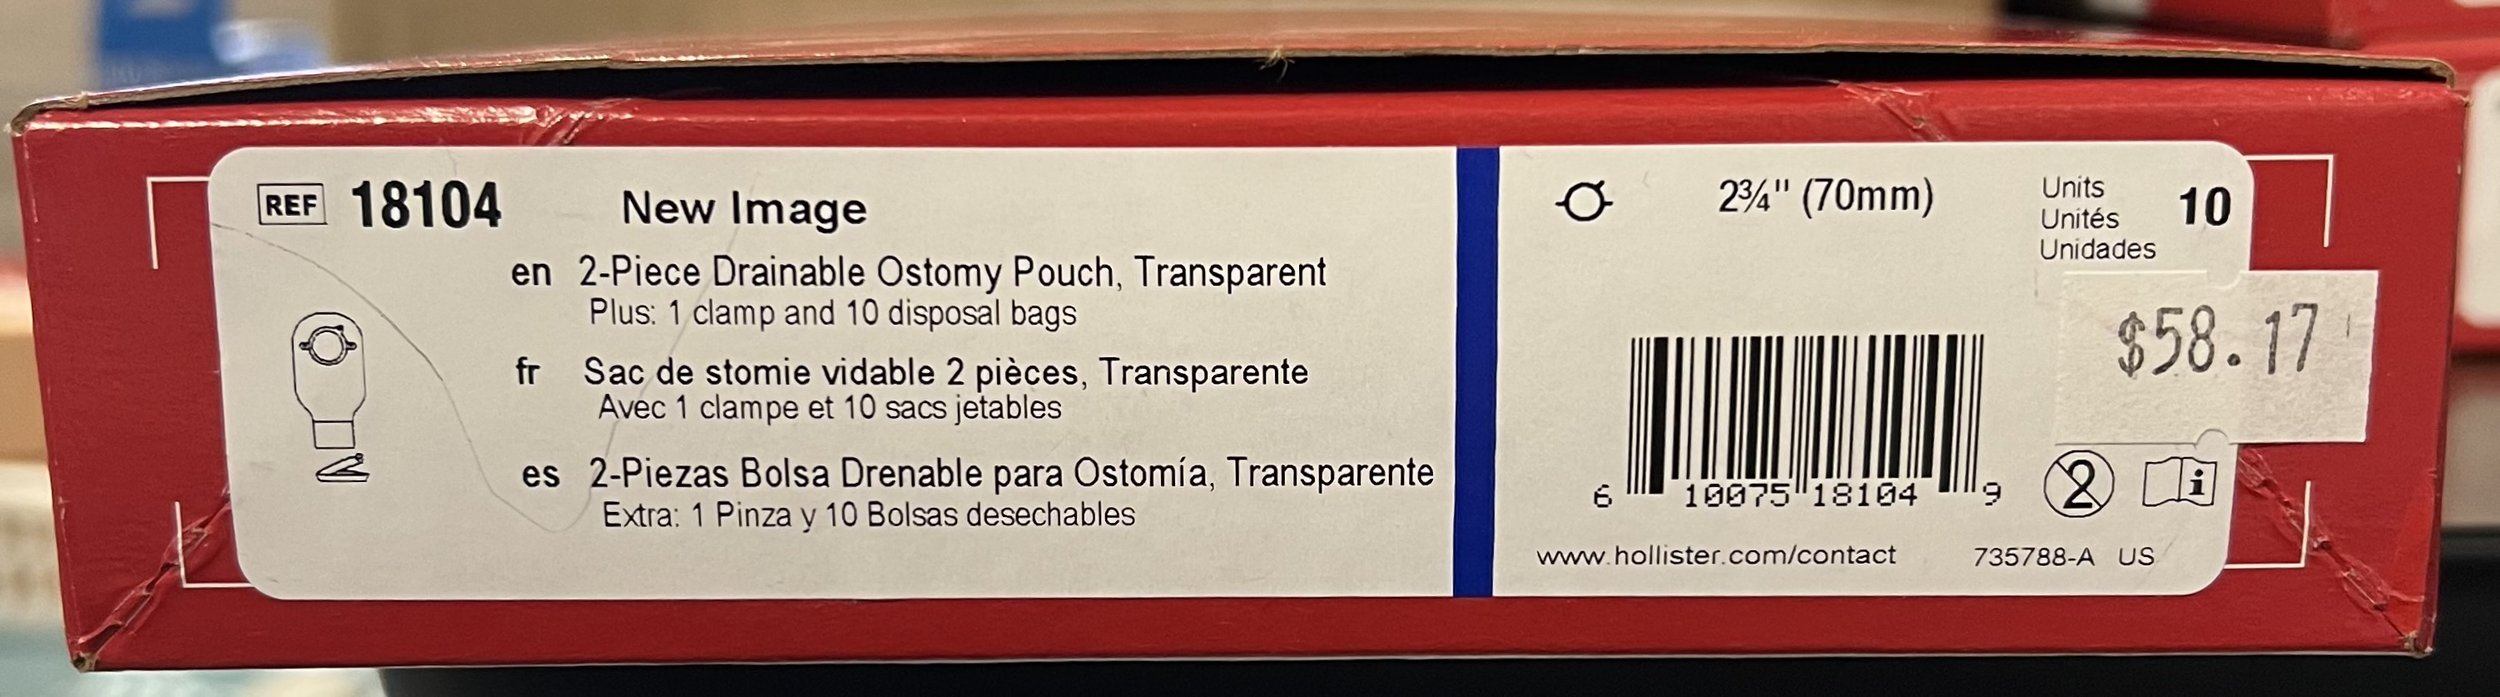 REF 18104 New Image
en 2-Piece Drainable Ostomy Pouch, Transparent
Plus: 1 clamp and 10 disposal bags
fr Sac de stomie vidable 2 pièces, Transparente
Avec 1 clampe et 10 sacs jetables
es 2-Piezas Bolsa Drenable para Ostomía, Transparente
Extra: 1 Pinza y 10 Bolsas desechables
2¾" (70mm)
Units
Unités 10
Unidades
$58.17
6 10075 18104 9
2 i
www.hollister.com/contact 735788-A US